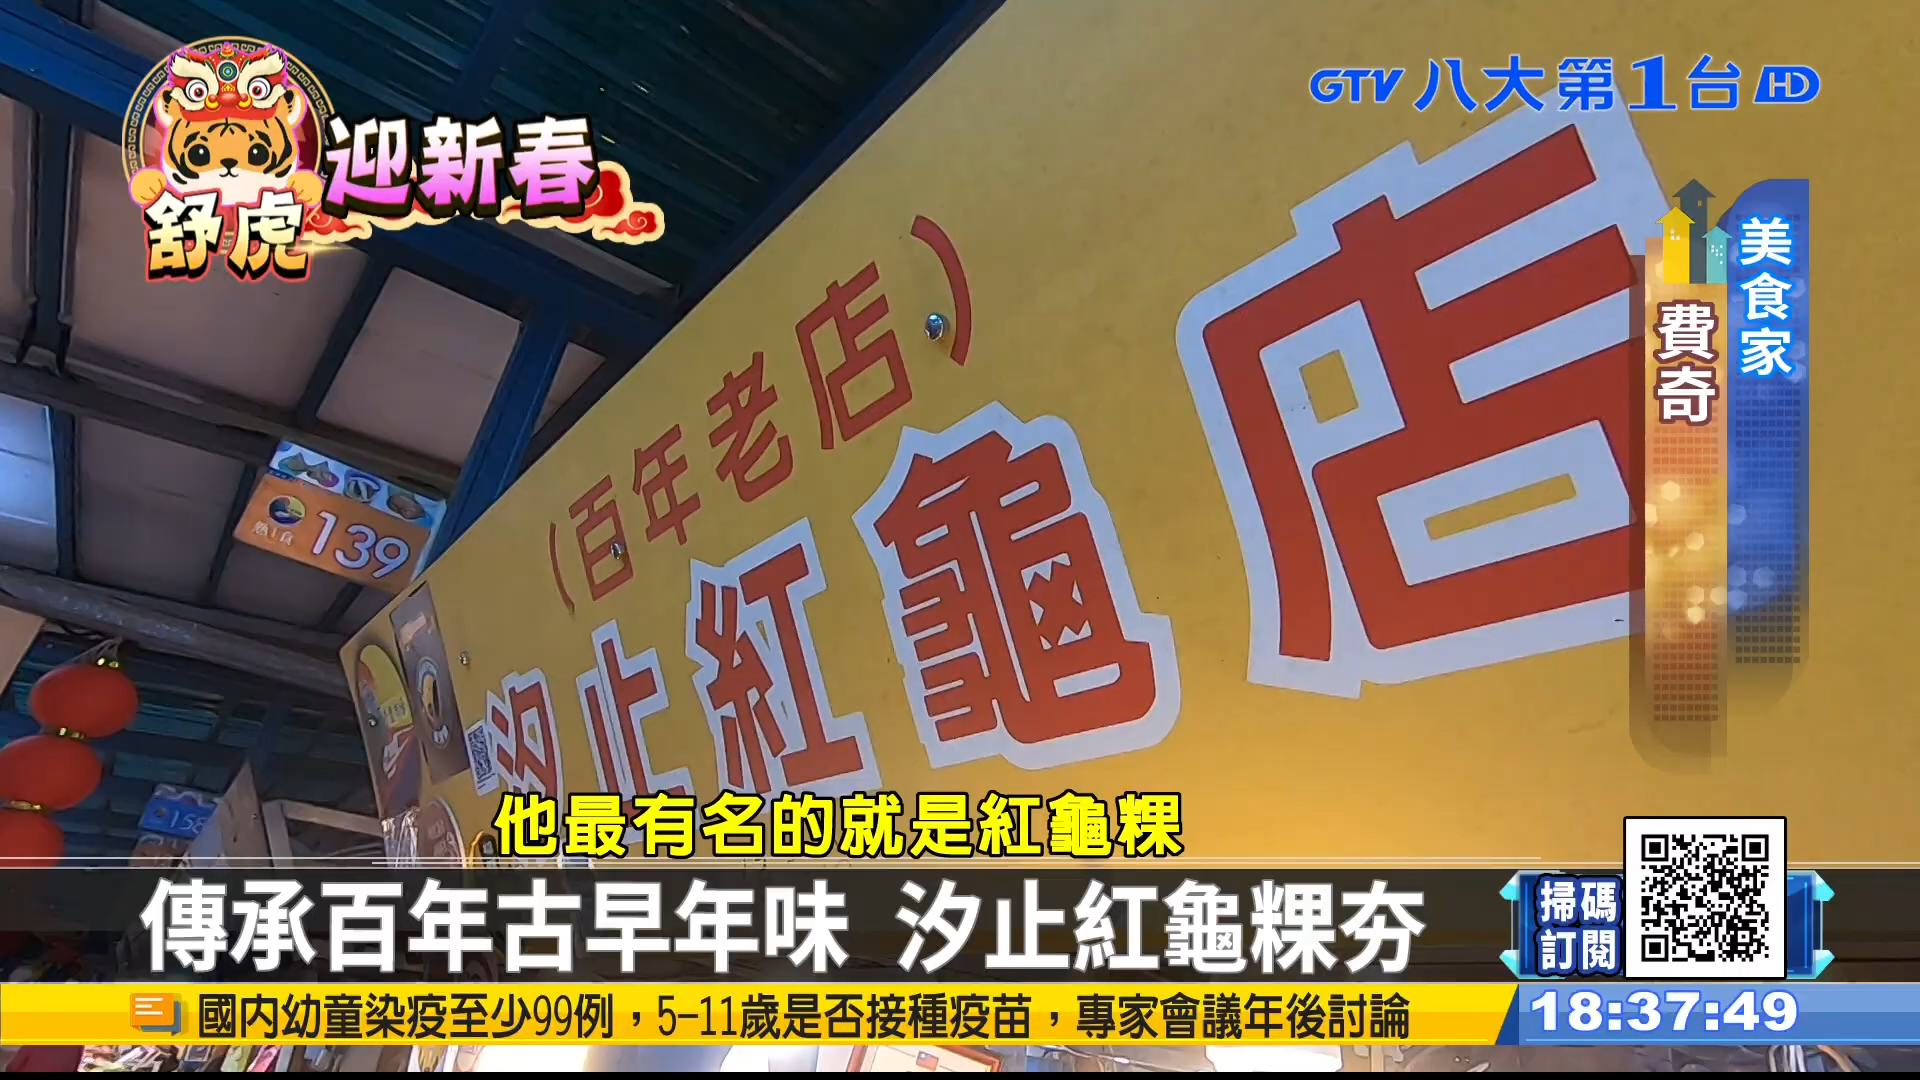 GTV 八大第1台 HD
迎新春
舒虎
美食家
費奇
(百年老店)
汐止紅龜店
熟食 139
158
他最有名的就是紅龜粿
傳承百年古早年味 汐止紅龜粿夯
掃碼
訂閱
國內幼童染疫至少99例，5-11歲是否接種疫苗，專家會議年後討論
18:37:49